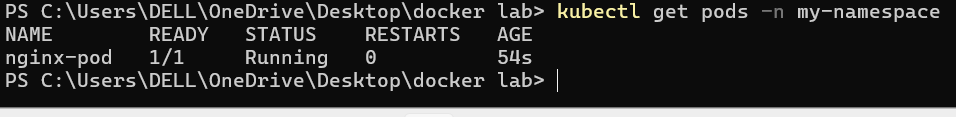 PS C:\Users\DELL\OneDrive\Desktop\docker lab> kubectl get pods -n my-namespace
NAME        READY   STATUS    RESTARTS   AGE
nginx-pod   1/1     Running   0          54s
PS C:\Users\DELL\OneDrive\Desktop\docker lab>